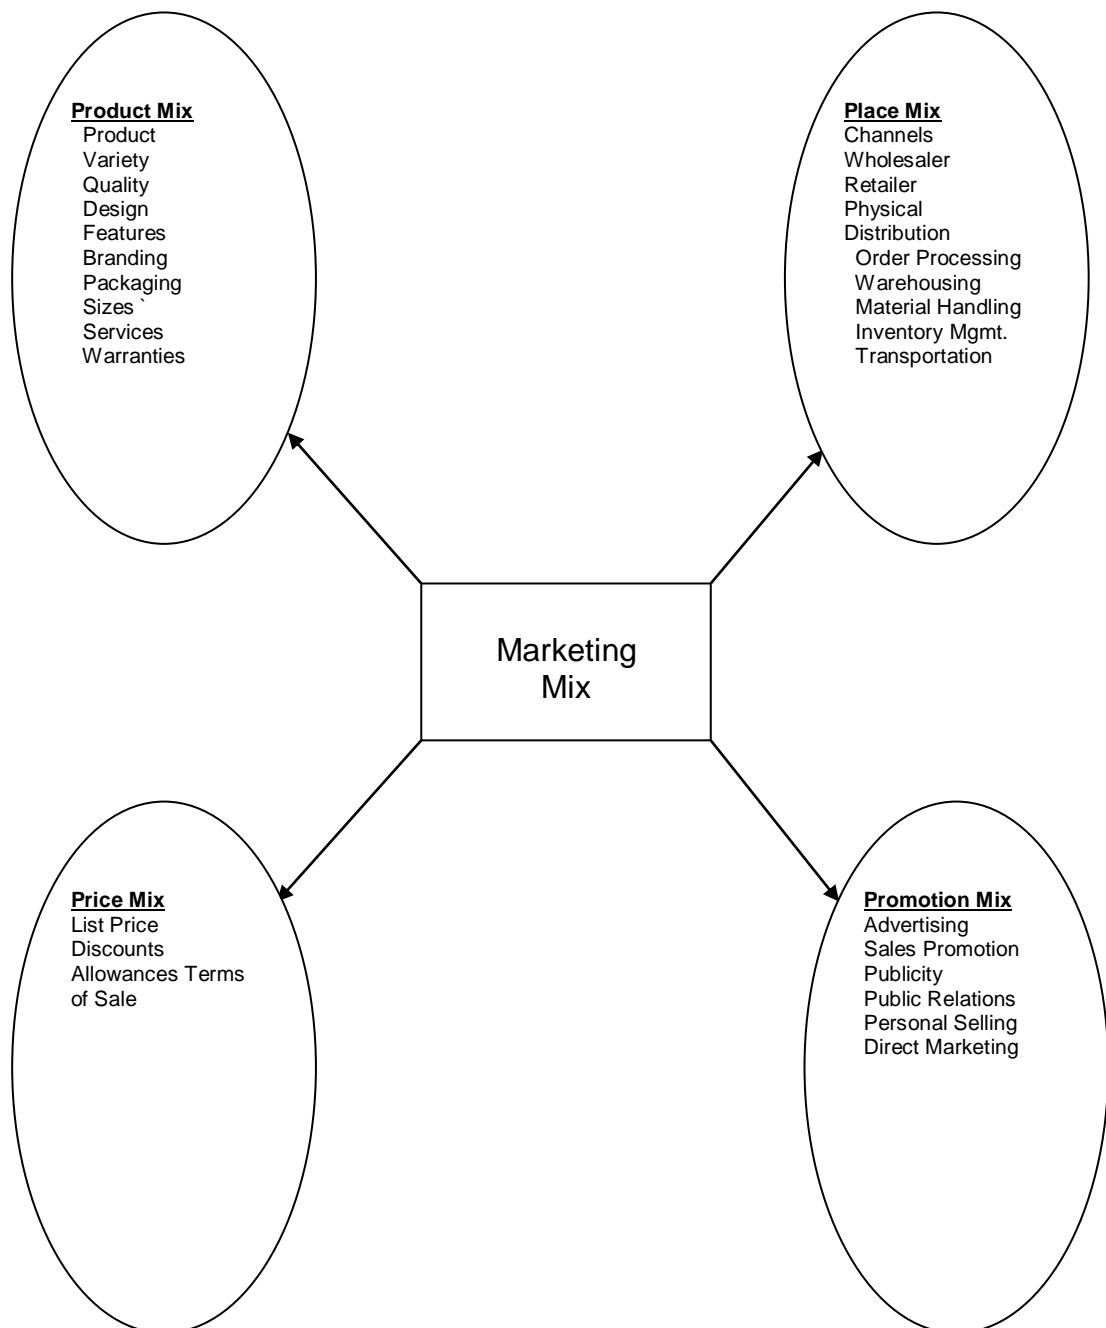 Product Mix
Product
Variety
Quality
Design
Features
Branding
Packaging
Sizes `
Services
Warranties
Place Mix
Channels
Wholesaler
Retailer
Physical
Distribution
Order Processing
Warehousing
Material Handling
Inventory Mgmt.
Transportation
Marketing
Mix
Price Mix
List Price
Discounts
Allowances Terms
of Sale
Promotion Mix
Advertising
Sales Promotion
Publicity
Public Relations
Personal Selling
Direct Marketing